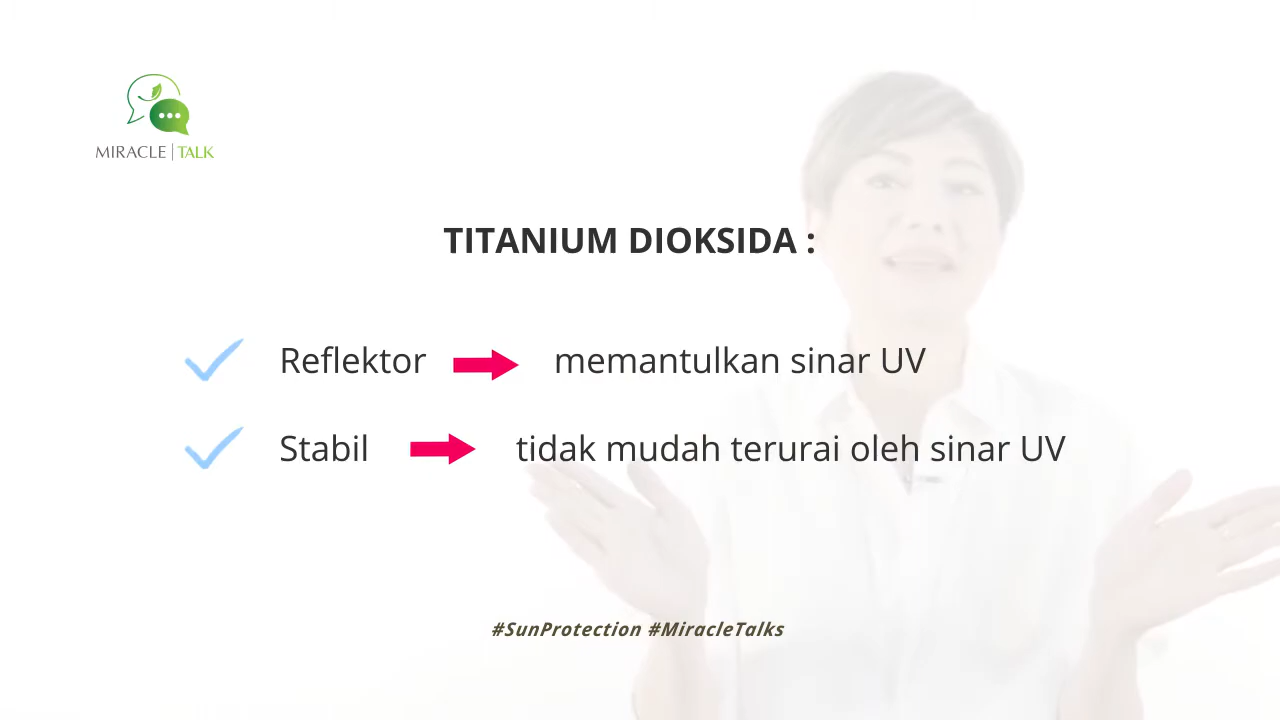 MIRACLE | TALK
TITANIUM DIOKSIDA :
Reflektor memantulkan sinar UV
Stabil tidak mudah terurai oleh sinar UV
#SunProtection #MiracleTalks